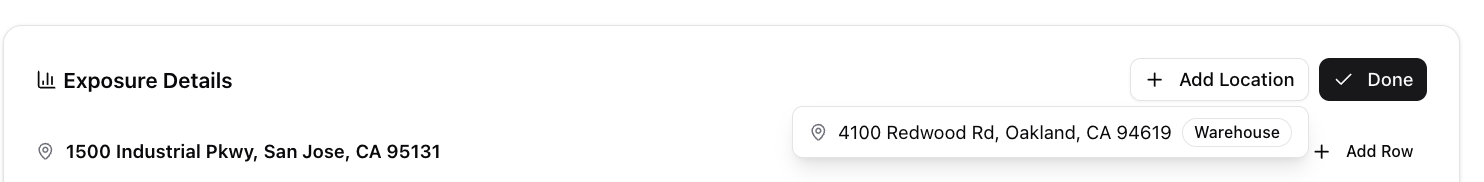 Exposure Details
Add Location
Done
4100 Redwood Rd, Oakland, CA 94619 Warehouse
1500 Industrial Pkwy, San Jose, CA 95131
Add Row